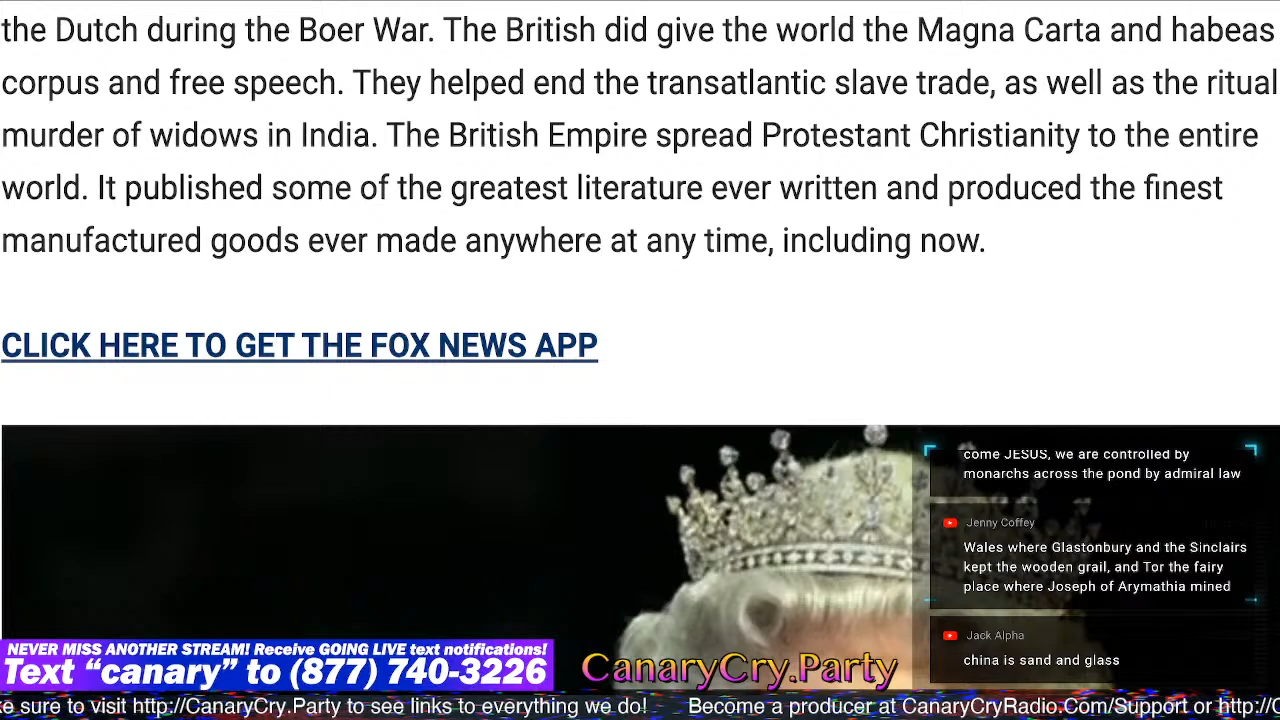 the Dutch during the Boer War. The British did give the world the Magna Carta and habeas
corpus and free speech. They helped end the transatlantic slave trade, as well as the ritual
murder of widows in India. The British Empire spread Protestant Christianity to the entire
world. It published some of the greatest literature ever written and produced the finest
manufactured goods ever made anywhere at any time, including now.
CLICK HERE TO GET THE FOX NEWS APP
come JESUS, we are controlled by
monarchs across the pond by admiral law
Jenny Coffey
Wales where Glastonbury and the Sinclairs
kept the wooden grail, and Tor the fairy
place where Joseph of Arymathia mined
Jack Alpha
china is sand and glass
NEVER MISS ANOTHER STREAM! Receive GOING LIVE text notifications!
Text “canary” to (877) 740-3226
CanaryCry.Party
ke sure to visit http://CanaryCry.Party to see links to everything we do! Become a producer at CanaryCryRadio.Com/Support or http://C